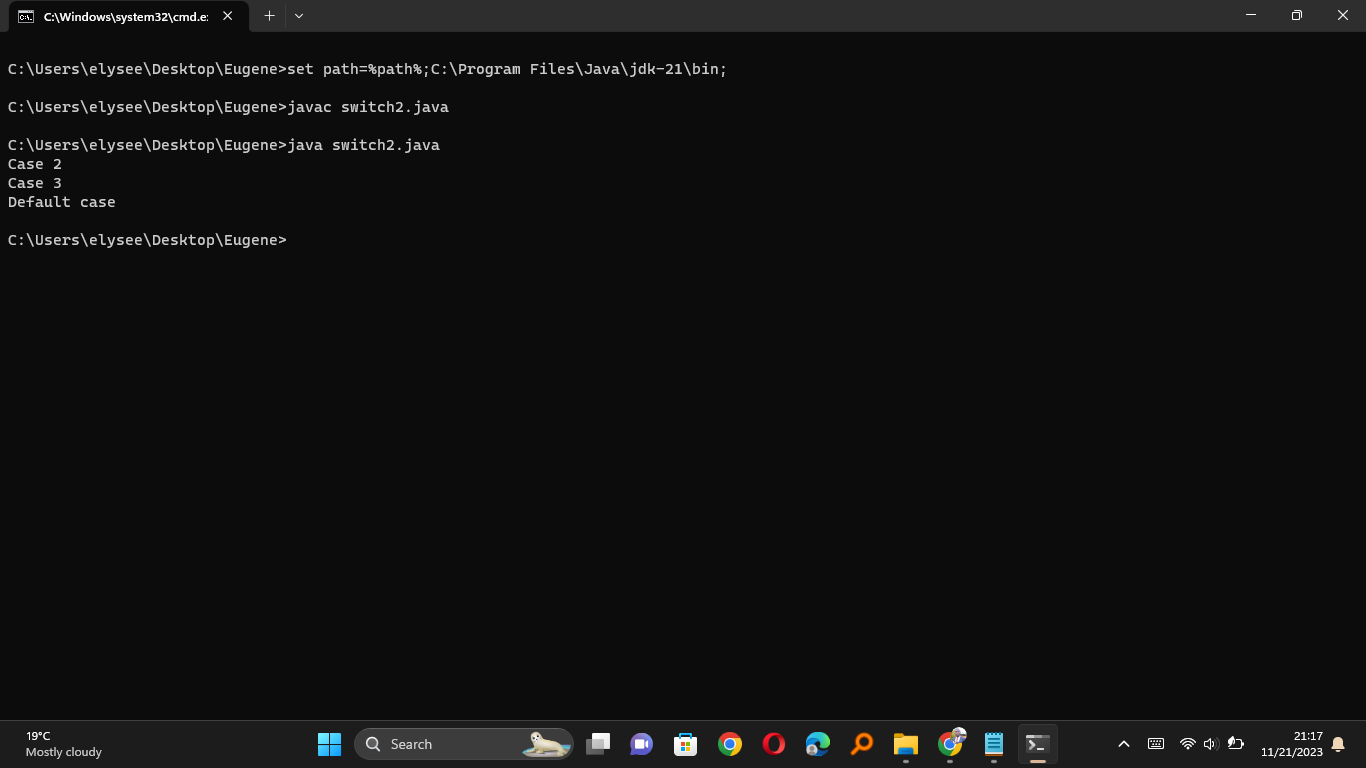 C:\Windows\system32\cmd.e:
C:\Users\elysee\Desktop\Eugene>set path=%path%;C:\Program Files\Java\jdk-21\bin;
C:\Users\elysee\Desktop\Eugene>javac switch2.java
C:\Users\elysee\Desktop\Eugene>java switch2.java
Case 2
Case 3
Default case
C:\Users\elysee\Desktop\Eugene>
19°C
Mostly cloudy
Search
21:17
11/21/2023